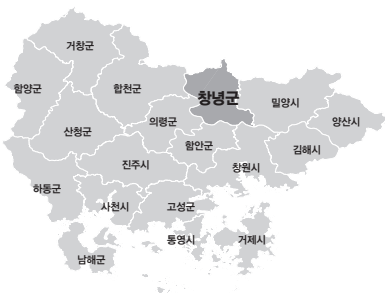 거창군
함양군
합천군
창녕군
밀양시
의령군
양산시
산청군
함안군
김해시
진주시
창원시
하동군
사천시
고성군
통영시
거제시
남해군